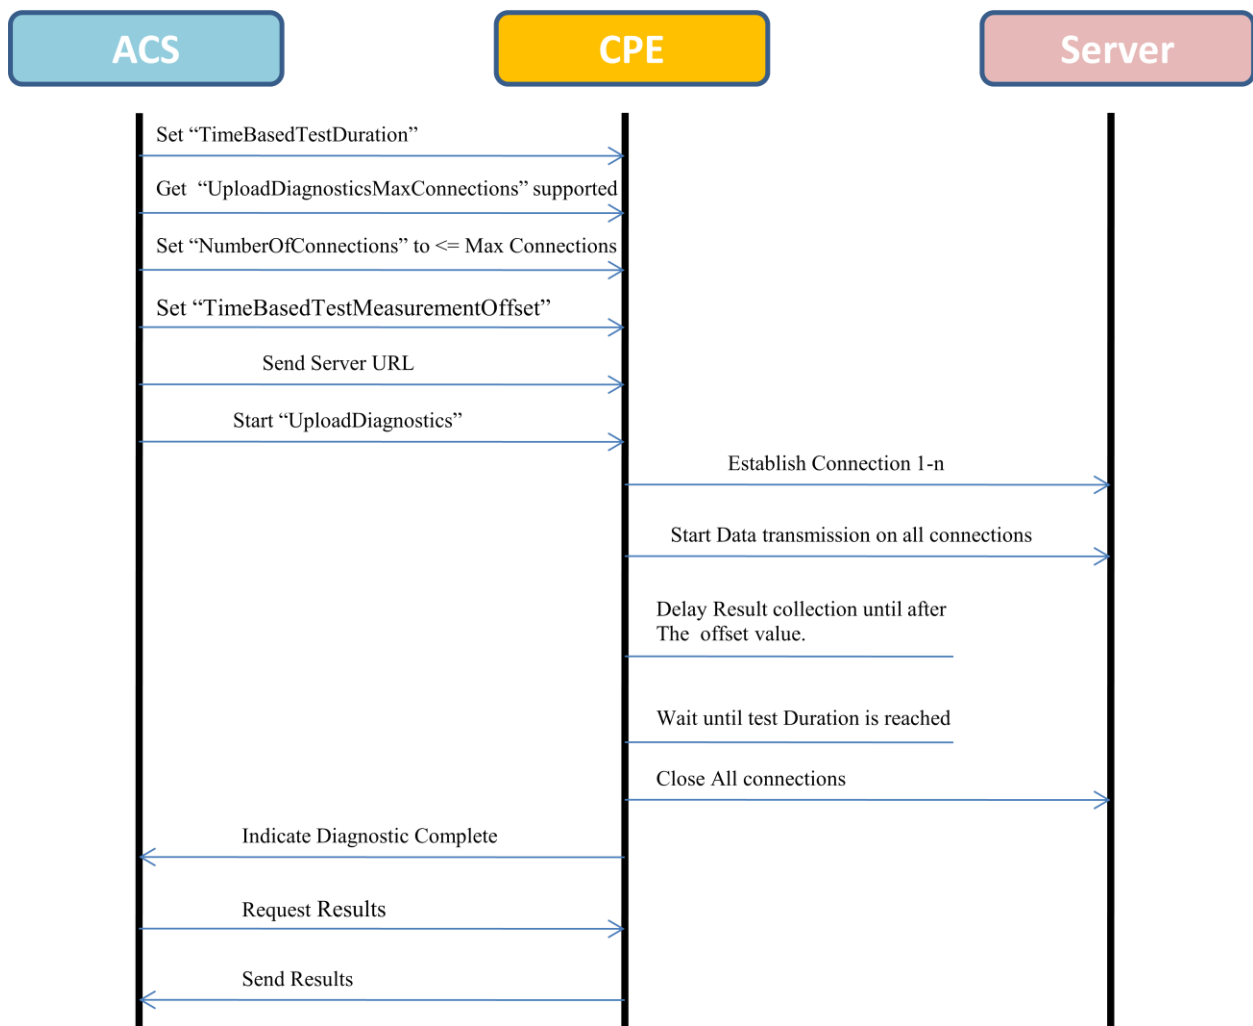 ACS
CPE
Server
Set “TimeBasedTestDuration”
Get “UploadDiagnosticsMaxConnections” supported
Set “NumberOfConnections” to <= Max Connections
Set “TimeBasedTestMeasurementOffset”
Send Server URL
Start “UploadDiagnostics”
Establish Connection 1-n
Start Data transmission on all connections
Delay Result collection until after
The offset value.
Wait until test Duration is reached
Close All connections
Indicate Diagnostic Complete
Request Results
Send Results